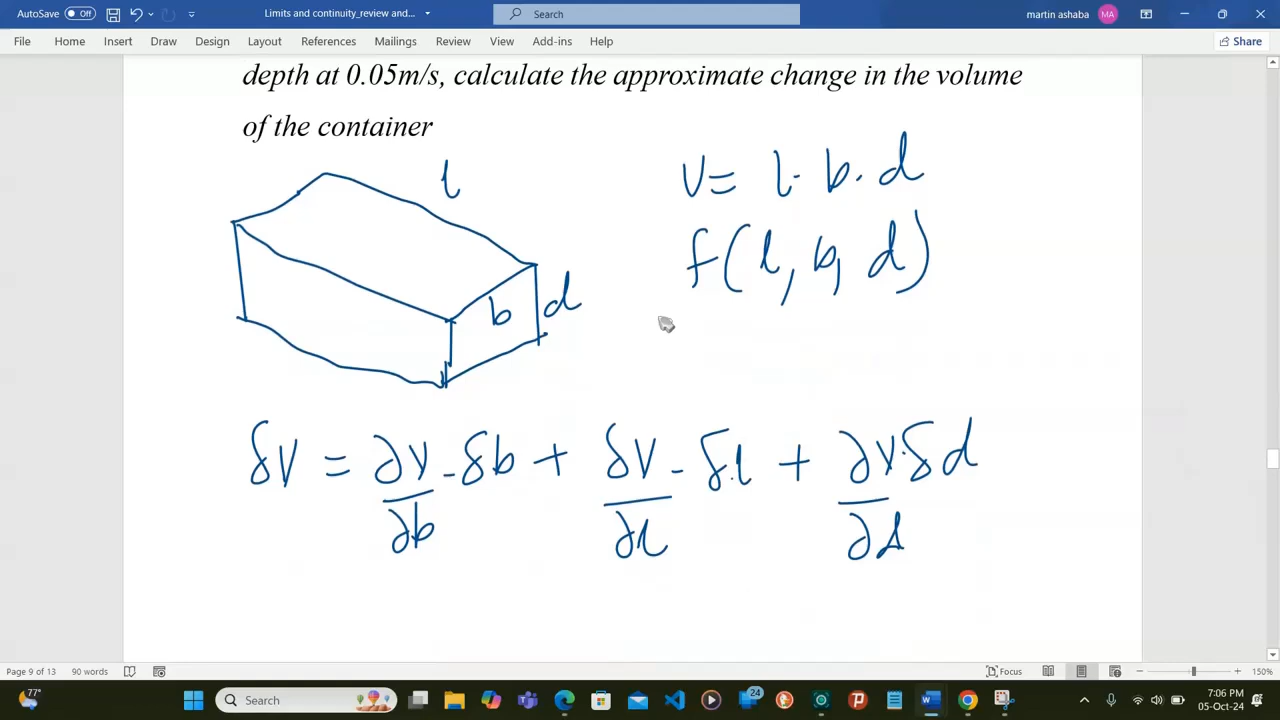 AutoSave Off Limits and continuity_review and... Search martin ashaba MA
File Home Insert Draw Design Layout References Mailings Review View Add-ins Help Share
depth at 0.05m/s, calculate the approximate change in the volume
of the container
l
V = l · b · d
f(l, b, d)
b d
δV = ∂V/∂b · δb + δV/∂l · δl + ∂V/∂d · δd
Page 9 of 13 90 words Focus 150%
77° Search 24 7:06 PM
05-Oct-24